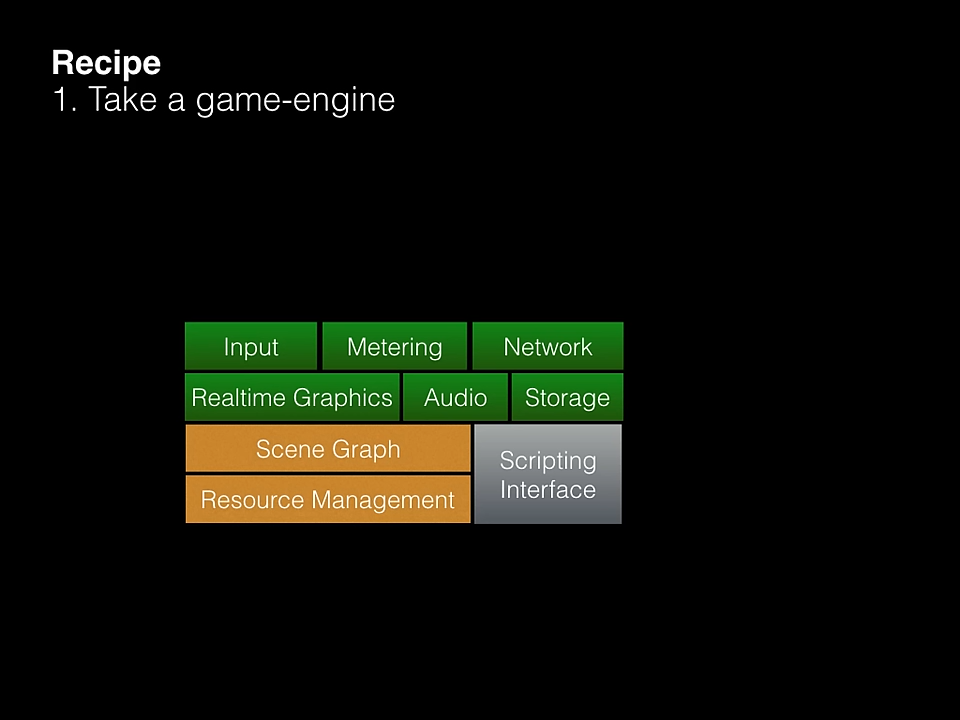 Recipe
1. Take a game-engine
Input
Metering
Network
Realtime Graphics
Audio
Storage
Scene Graph
Scripting
Interface
Resource Management